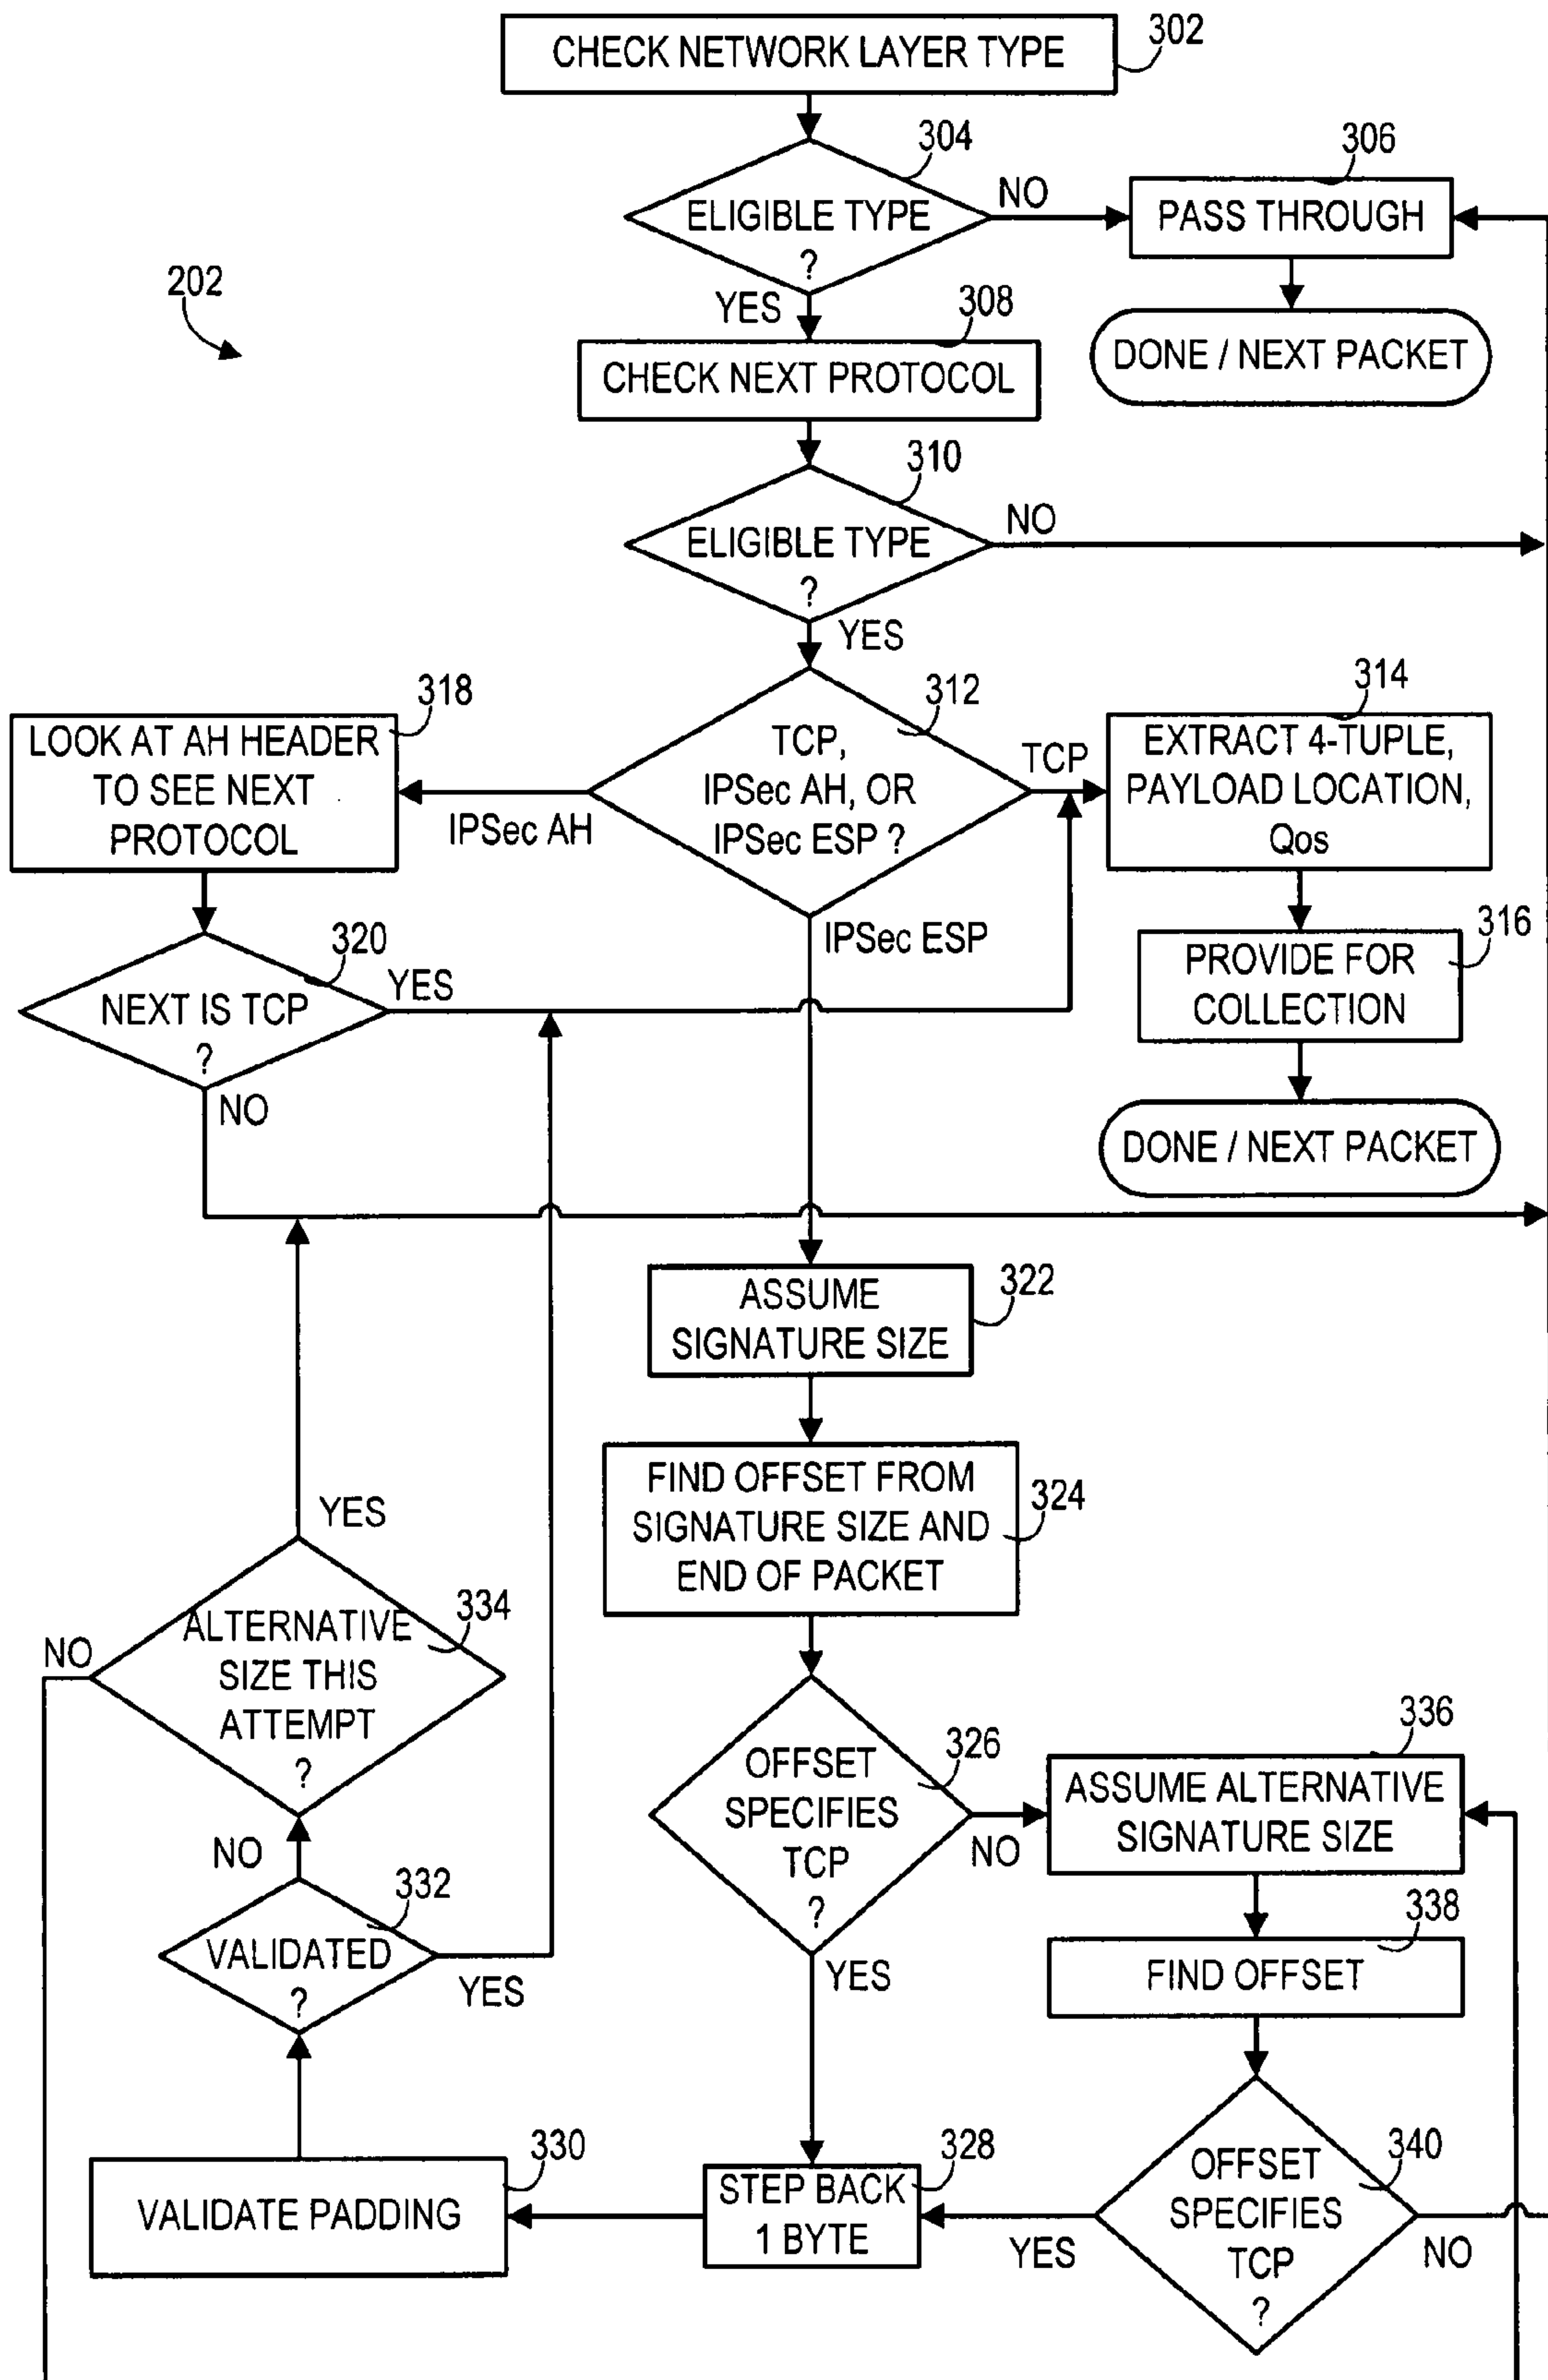 CHECK NETWORK LAYER TYPE
302
304
ELIGIBLE TYPE
?
NO
306
PASS THROUGH
202
YES
308
CHECK NEXT PROTOCOL
DONE / NEXT PACKET
310
ELIGIBLE TYPE
?
NO
YES
318
LOOK AT AH HEADER
TO SEE NEXT
PROTOCOL
IPSec AH
312
TCP,
IPSec AH, OR
IPSec ESP ?
TCP
314
EXTRACT 4-TUPLE,
PAYLOAD LOCATION,
Qos
IPSec ESP
316
PROVIDE FOR
COLLECTION
320
NEXT IS TCP
?
YES
NO
DONE / NEXT PACKET
322
ASSUME
SIGNATURE SIZE
FIND OFFSET FROM
SIGNATURE SIZE AND
END OF PACKET
324
YES
334
ALTERNATIVE
SIZE THIS
ATTEMPT
?
NO
326
OFFSET
SPECIFIES
TCP
?
NO
336
ASSUME ALTERNATIVE
SIGNATURE SIZE
NO
332
VALIDATED
?
YES
YES
338
FIND OFFSET
330
VALIDATE PADDING
328
STEP BACK
1 BYTE
YES
340
OFFSET
SPECIFIES
TCP
?
NO